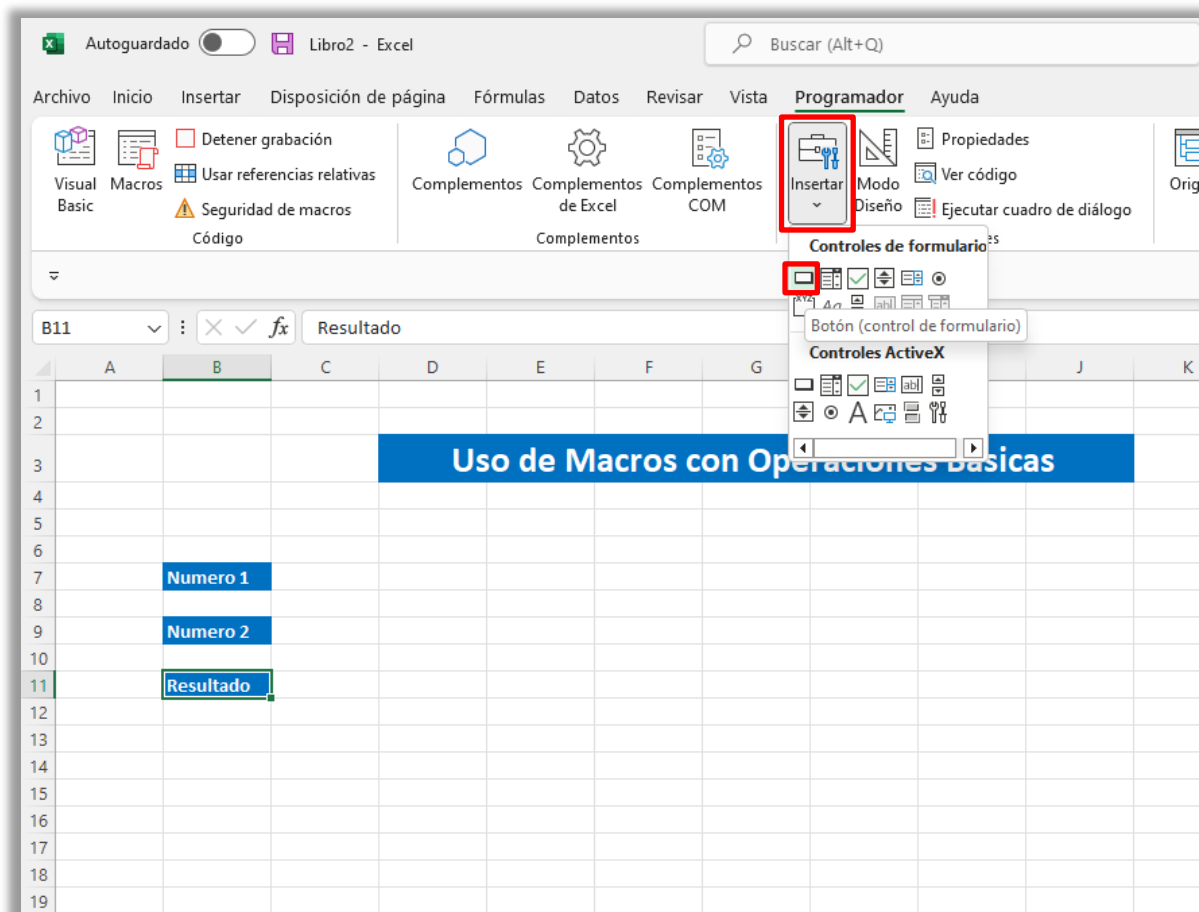 Autoguardado Libro2 - Excel Buscar (Alt+Q)
Archivo Inicio Insertar Disposición de página Fórmulas Datos Revisar Vista Programador Ayuda
Visual Basic
Macros
Detener grabación
Usar referencias relativas
Seguridad de macros
Código
Complementos
Complementos de Excel
Complementos COM
Complementos
Insertar
Modo Diseño
Propiedades
Ver código
Ejecutar cuadro de diálogo
Orig
Controles de formulario
Botón (control de formulario)
Controles ActiveX
B11 fx Resultado
A B C D E F G J K
1
2
3 Uso de Macros con Operaciones Basicas
4
5
6
7 Numero 1
8
9 Numero 2
10
11 Resultado
12
13
14
15
16
17
18
19